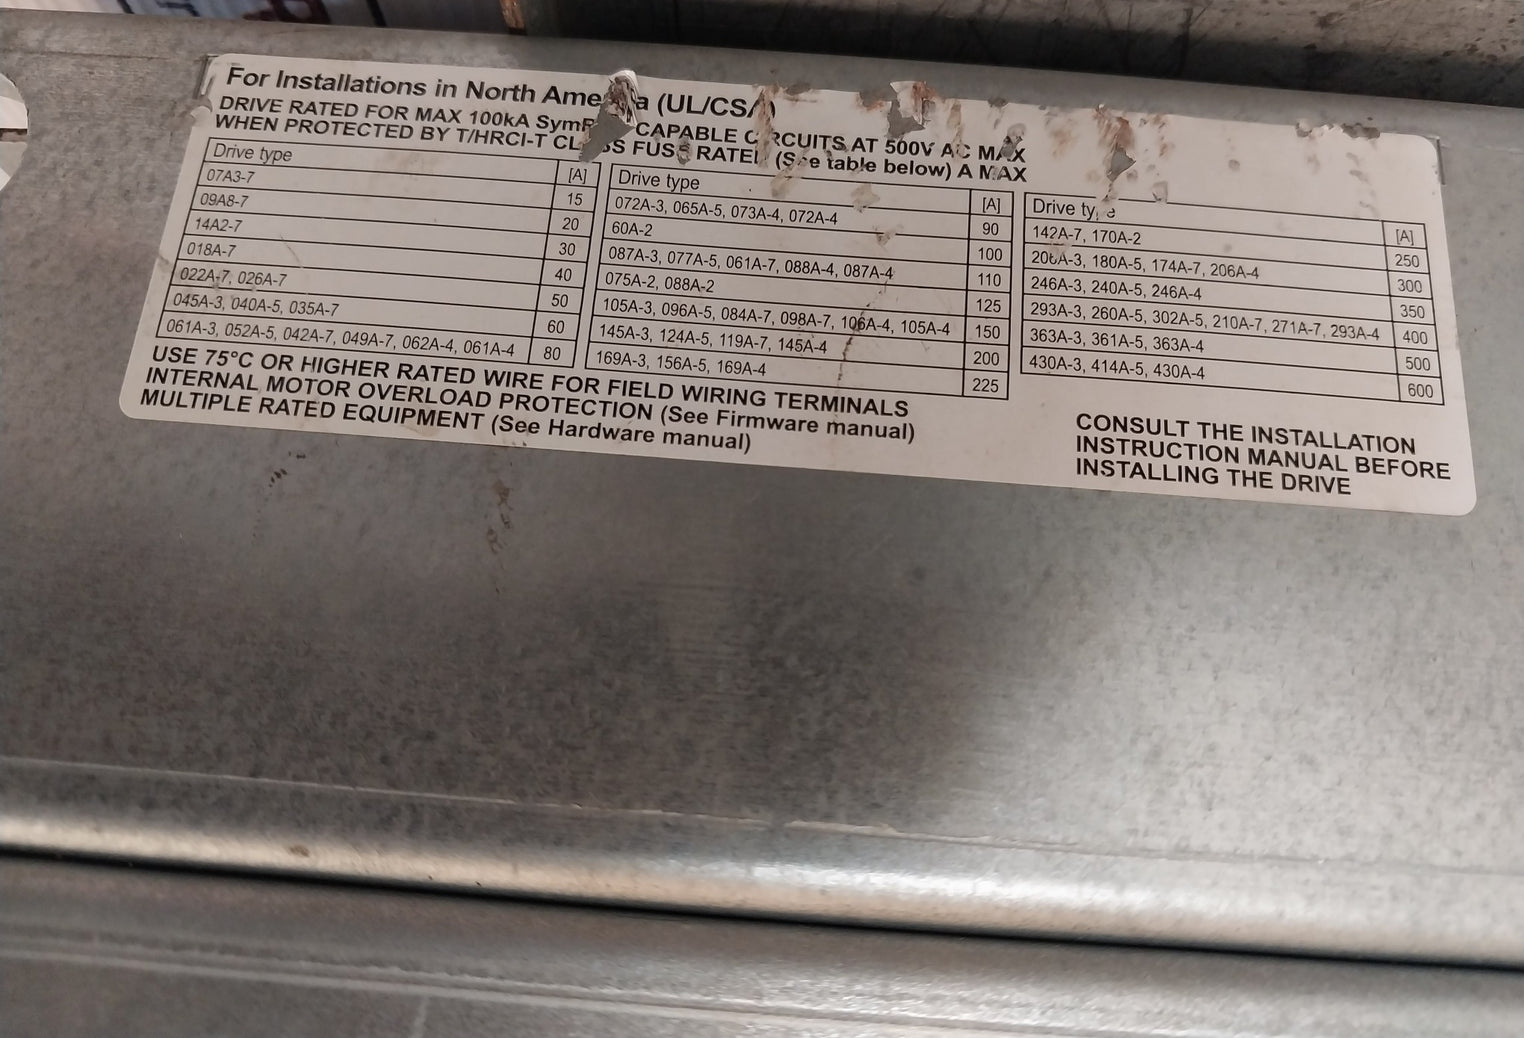 For Installations in North Ame a (UL/CSA)
DRIVE RATED FOR MAX 100kA CAPABLE CIRCUITS AT 500V AC MAX
WHEN PROTECTED BY T/HRCI-T CLASS FUSE RATED (See table below) A MAX
Drive type [A]
07A3-7 15
09A8-7 20
14A2-7 30
018A-7 40
022A-7, 026A-7 50
045A-3, 040A-5, 035A-7 60
061A-3, 052A-5, 042A-7, 049A-7, 062A-4, 061A-4 80
Drive type [A]
072A-3, 065A-5, 073A-4, 072A-4 90
60A-2 100
087A-3, 077A-5, 061A-7, 088A-4, 087A-4 110
075A-2, 088A-2 125
105A-3, 096A-5, 084A-7, 098A-7, 106A-4, 105A-4 150
145A-3, 124A-5, 119A-7, 145A-4 200
169A-3, 156A-5, 169A-4 225
Drive type [A]
142A-7, 170A-2 250
206A-3, 180A-5, 174A-7, 206A-4 300
246A-3, 240A-5, 246A-4 350
293A-3, 260A-5, 302A-5, 210A-7, 271A-7, 293A-4 400
363A-3, 361A-5, 363A-4 500
430A-3, 414A-5, 430A-4 600
USE 75°C OR HIGHER RATED WIRE FOR FIELD WIRING TERMINALS
INTERNAL MOTOR OVERLOAD PROTECTION (See Firmware manual)
MULTIPLE RATED EQUIPMENT (See Hardware manual)
CONSULT THE INSTALLATION
INSTRUCTION MANUAL BEFORE
INSTALLING THE DRIVE